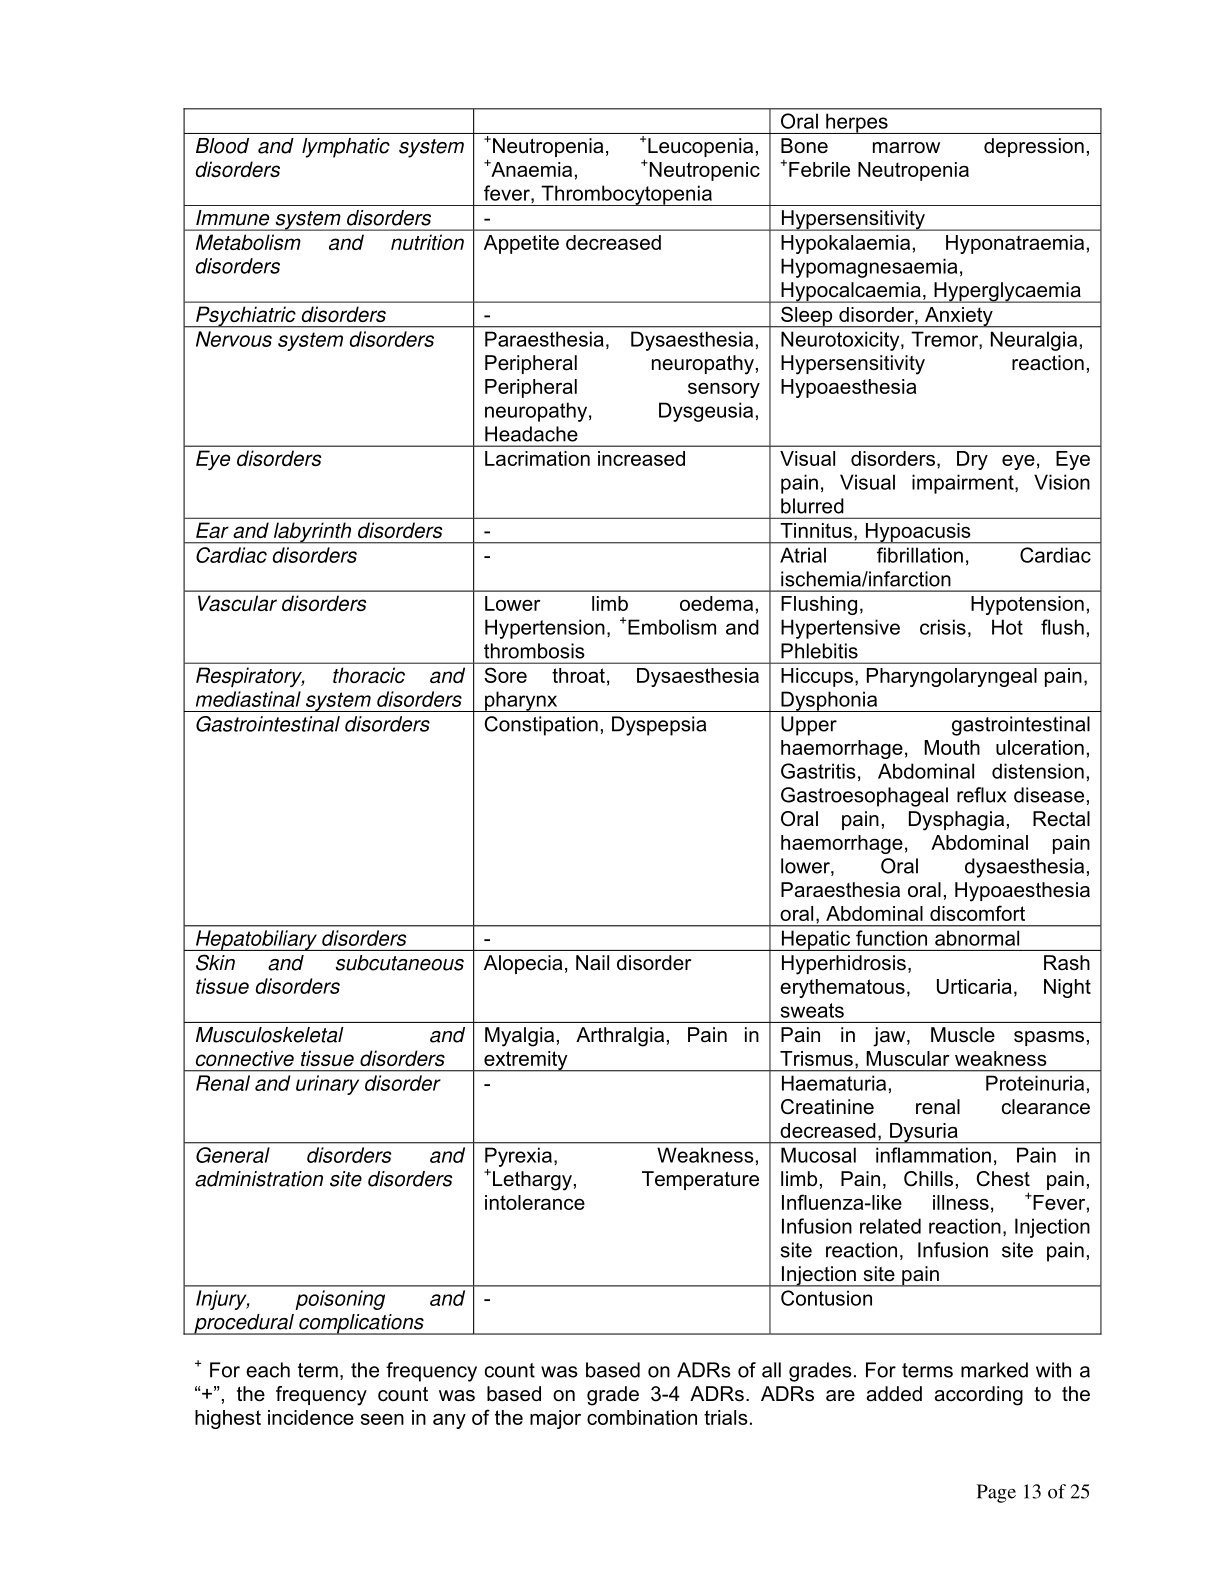 Oral herpes
Blood and lymphatic system
disorders
+Neutropenia, +Leucopenia,
+Anaemia, +Neutropenic
fever, Thrombocytopenia
Bone marrow depression,
+Febrile Neutropenia
Immune system disorders
-
Hypersensitivity
Metabolism and nutrition
disorders
Appetite decreased
Hypokalaemia, Hyponatraemia,
Hypomagnesaemia,
Hypocalcaemia, Hyperglycaemia
Psychiatric disorders
-
Sleep disorder, Anxiety
Nervous system disorders
Paraesthesia, Dysaesthesia,
Peripheral neuropathy,
Peripheral sensory
neuropathy, Dysgeusia,
Headache
Neurotoxicity, Tremor, Neuralgia,
Hypersensitivity reaction,
Hypoaesthesia
Eye disorders
Lacrimation increased
Visual disorders, Dry eye, Eye
pain, Visual impairment, Vision
blurred
Ear and labyrinth disorders
-
Tinnitus, Hypoacusis
Cardiac disorders
-
Atrial fibrillation, Cardiac
ischemia/infarction
Vascular disorders
Lower limb oedema,
Hypertension, +Embolism and
thrombosis
Flushing, Hypotension,
Hypertensive crisis, Hot flush,
Phlebitis
Respiratory, thoracic and
mediastinal system disorders
Sore throat, Dysaesthesia
pharynx
Hiccups, Pharyngolaryngeal pain,
Dysphonia
Gastrointestinal disorders
Constipation, Dyspepsia
Upper gastrointestinal
haemorrhage, Mouth ulceration,
Gastritis, Abdominal distension,
Gastroesophageal reflux disease,
Oral pain, Dysphagia, Rectal
haemorrhage, Abdominal pain
lower, Oral dysaesthesia,
Paraesthesia oral, Hypoaesthesia
oral, Abdominal discomfort
Hepatobiliary disorders
-
Hepatic function abnormal
Skin and subcutaneous
tissue disorders
Alopecia, Nail disorder
Hyperhidrosis, Rash
erythematous, Urticaria, Night
sweats
Musculoskeletal and
connective tissue disorders
Myalgia, Arthralgia, Pain in
extremity
Pain in jaw, Muscle spasms,
Trismus, Muscular weakness
Renal and urinary disorder
-
Haematuria, Proteinuria,
Creatinine renal clearance
decreased, Dysuria
General disorders and
administration site disorders
Pyrexia, Weakness,
+Lethargy, Temperature
intolerance
Mucosal inflammation, Pain in
limb, Pain, Chills, Chest pain,
Influenza-like illness, +Fever,
Infusion related reaction, Injection
site reaction, Infusion site pain,
Injection site pain
Injury, poisoning and
procedural complications
-
Contusion
+ For each term, the frequency count was based on ADRs of all grades. For terms marked with a
“+”, the frequency count was based on grade 3-4 ADRs. ADRs are added according to the
highest incidence seen in any of the major combination trials.
Page 13 of 25